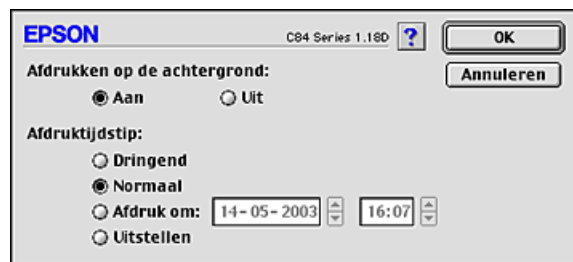 EPSON C84 Series 1.18D ? OK
Afdrukken op de achtergrond: Annuleren
Aan Uit
Afdruktijdstip:
Dringend
Normaal
Afdruk om: 14-05-2003 16:07
Uitstellen